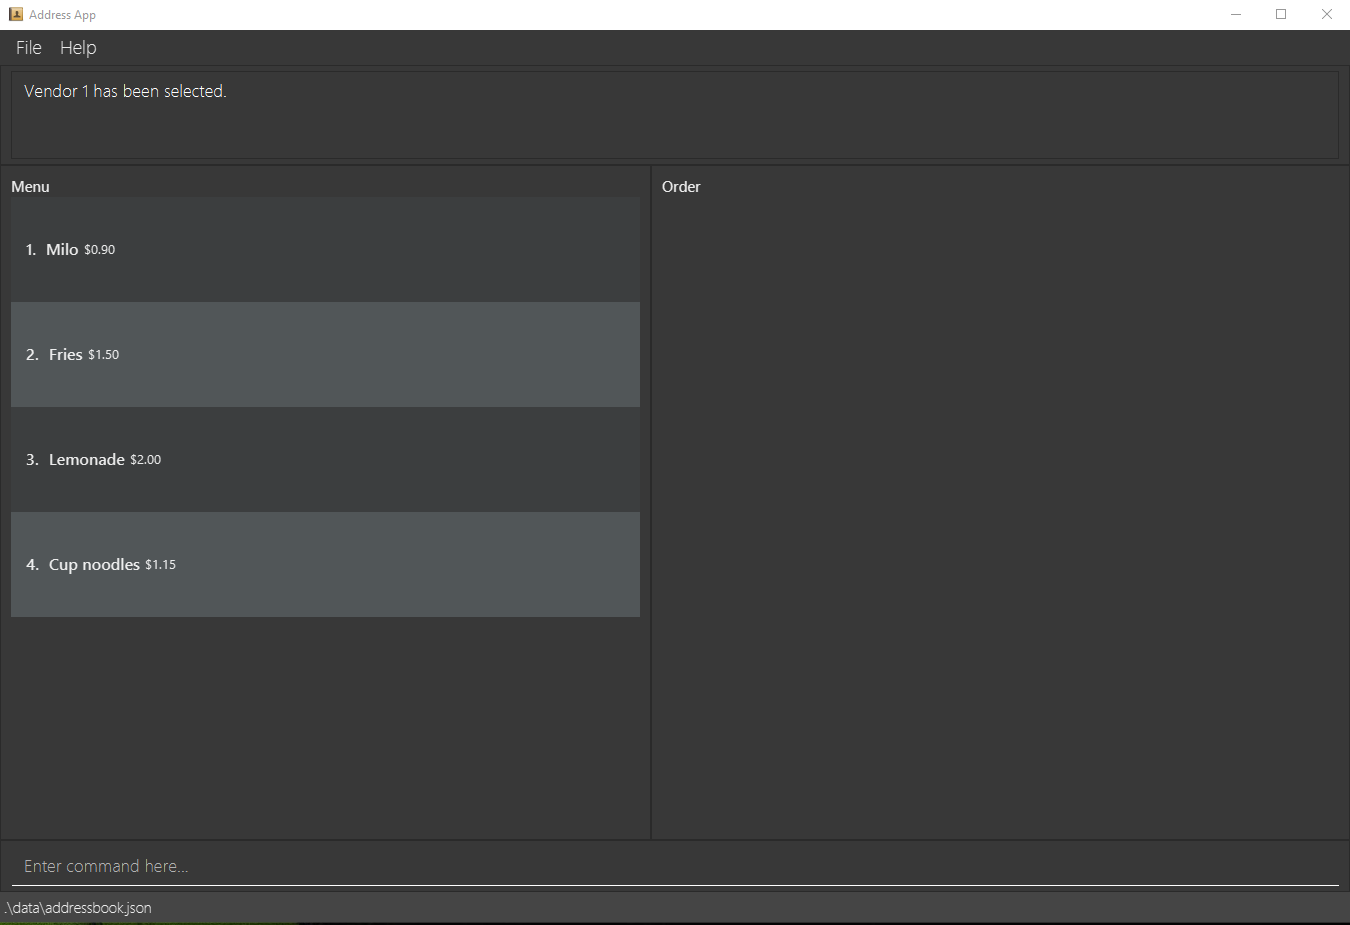 Address App
File Help
Vendor 1 has been selected.
Menu
Order
1. Milo $0.90
2. Fries $1.50
3. Lemonade $2.00
4. Cup noodles $1.15
Enter command here...
.\data\addressbook.json